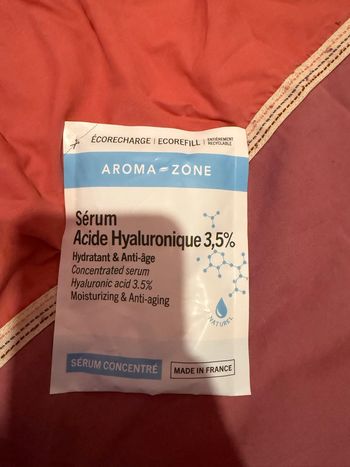 ÉCORECHARGE | ECOREFILL | ENTIÈREMENT RECYCLABLE
AROMA-ZONE
Sérum
Acide Hyaluronique 3,5%
Hydratant & Anti-âge
Concentrated serum
Hyaluronic acid 3.5%
Moisturizing & Anti-aging
NATUREL
SÉRUM CONCENTRÉ
MADE IN FRANCE